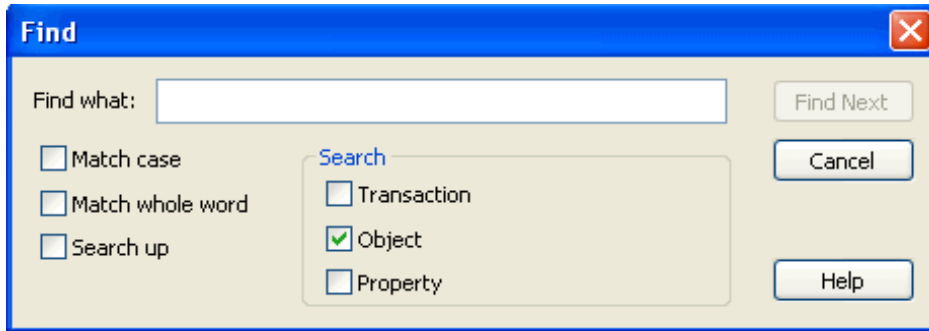 Find
Find what:
Find Next
Match case
Match whole word
Search up
Search
Transaction
Object
Property
Cancel
Help